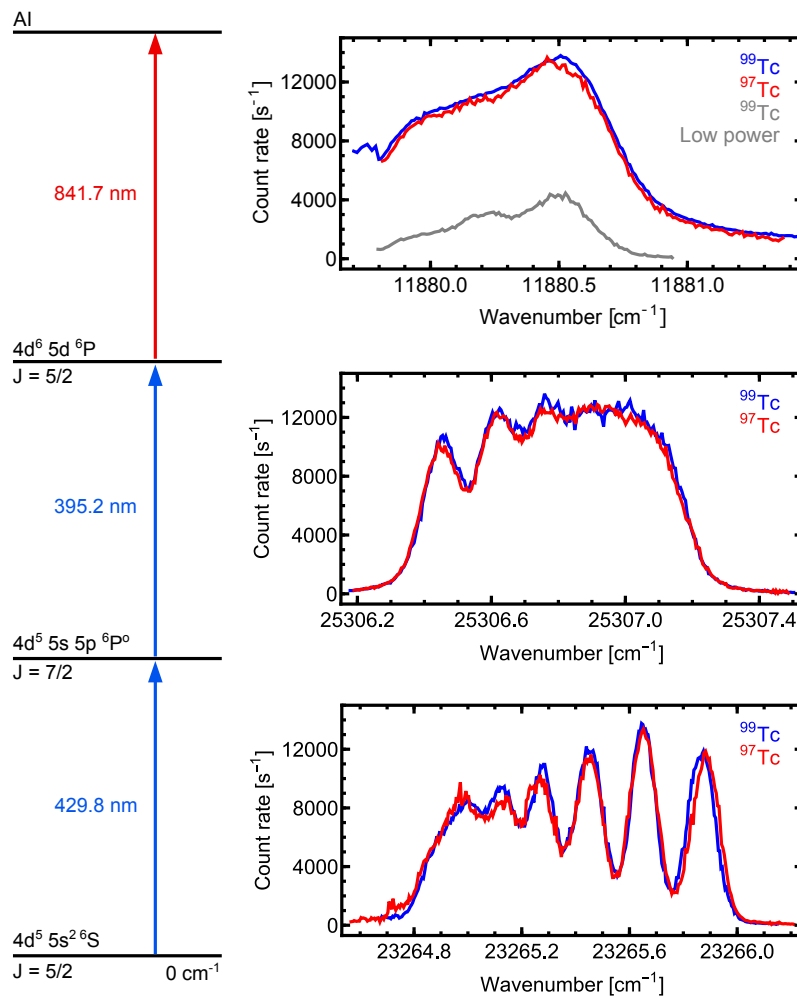 AI
841.7 nm
4d⁶ 5d ⁶P
J = 5/2
395.2 nm
4d⁵ 5s 5p ⁶Pᵒ
J = 7/2
429.8 nm
4d⁵ 5s² ⁶S
J = 5/2 0 cm⁻¹
Count rate [s⁻¹]
12000
8000
4000
0
⁹⁹Tc
⁹⁷Tc
⁹⁹Tc
Low power
11880.0 11880.5 11881.0
Wavenumber [cm⁻¹]
Count rate [s⁻¹]
12000
8000
4000
0
⁹⁹Tc
⁹⁷Tc
25306.2 25306.6 25307.0 25307.4
Wavenumber [cm⁻¹]
Count rate [s⁻¹]
12000
8000
4000
0
⁹⁹Tc
⁹⁷Tc
23264.8 23265.2 23265.6 23266.0
Wavenumber [cm⁻¹]